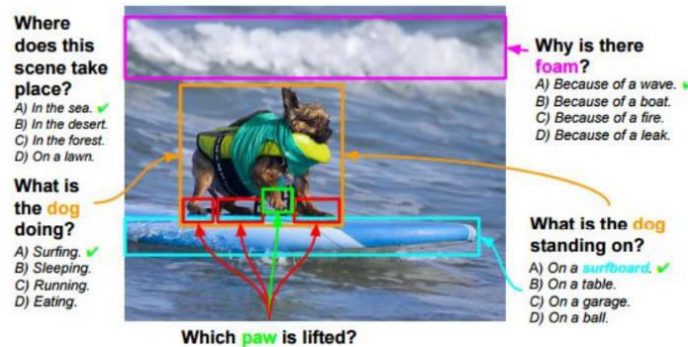 Where
does this
scene take
place?
A) In the sea. ✔
B) In the desert.
C) In the forest.
D) On a lawn.
What is
the dog
doing?
A) Surfing. ✔
B) Sleeping.
C) Running.
D) Eating.
Why is there
foam?
A) Because of a wave. ✔
B) Because of a boat.
C) Because of a fire.
D) Because of a leak.
What is the dog
standing on?
A) On a surfboard. ✔
B) On a table.
C) On a garage.
D) On a ball.
Which paw is lifted?